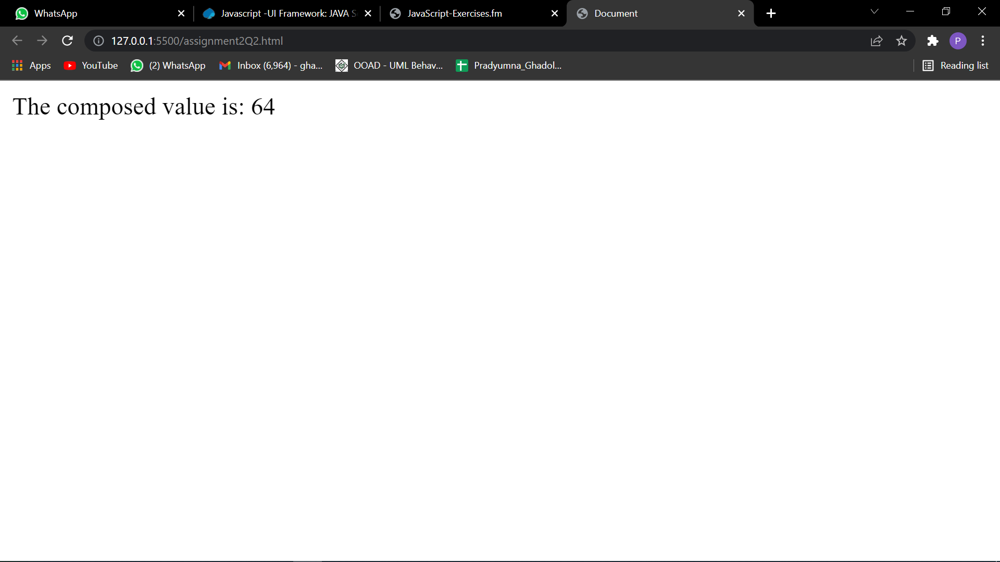 WhatsApp
Javascript -UI Framework: JAVA S
JavaScript-Exercises.fm
Document
127.0.0.1:5500/assignment2Q2.html
P
Apps
YouTube
(2) WhatsApp
Inbox (6,964) - gha...
OOAD - UML Behav...
Pradyumna_Ghadol...
Reading list
The composed value is: 64